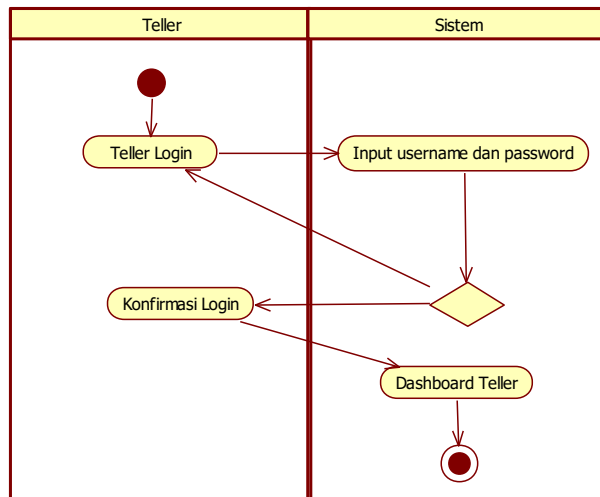 Teller
Sistem
Teller Login
Input username dan password
Konfirmasi Login
Dashboard Teller